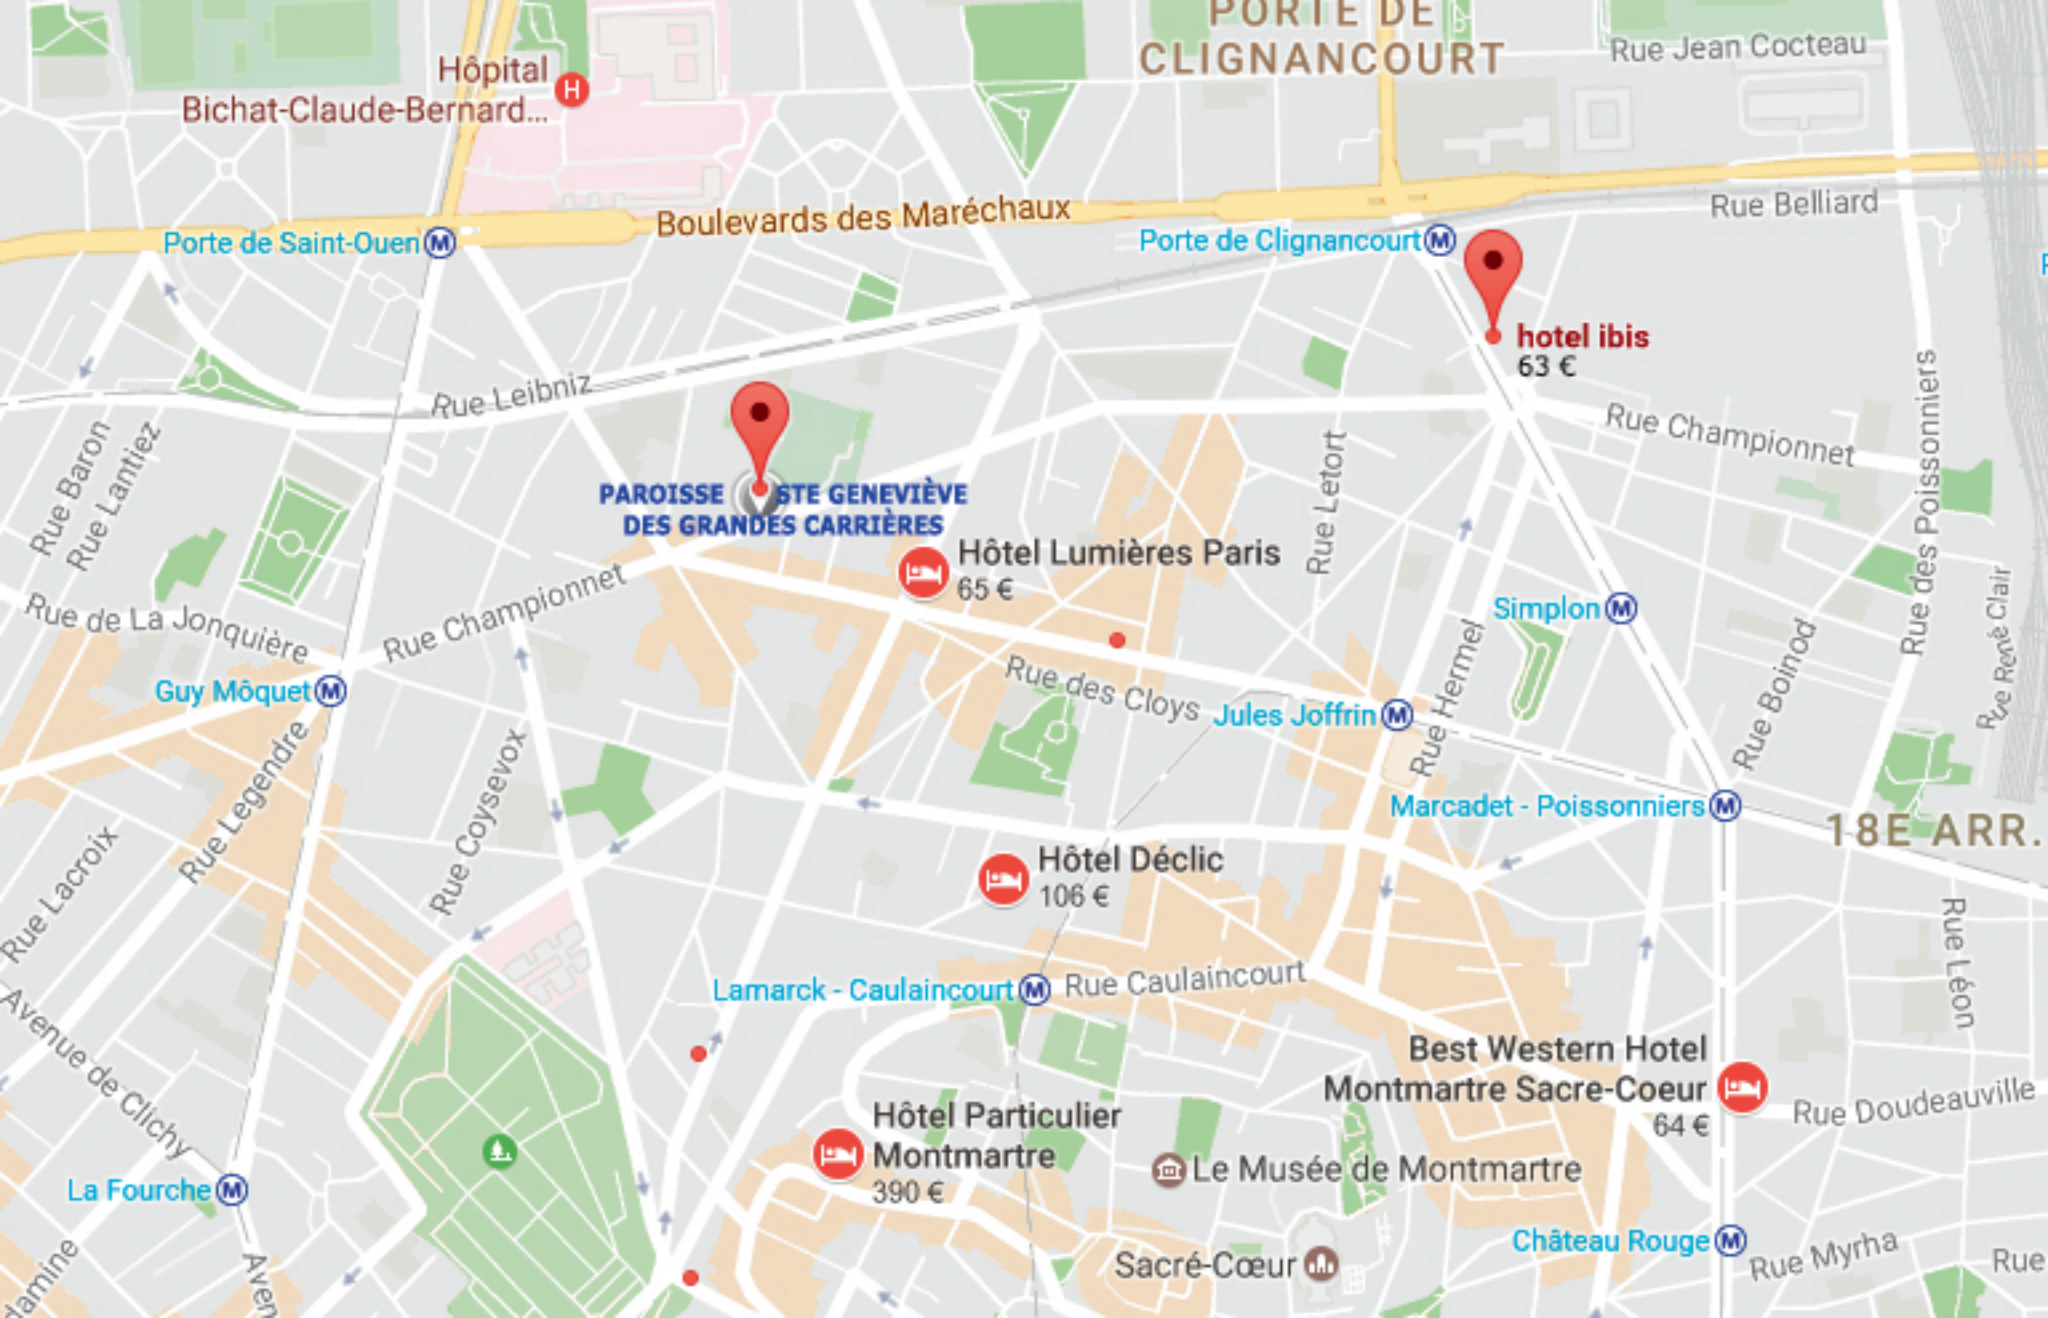 PORTE DE
CLIGNANCOURT
Rue Jean Cocteau
Hôpital
Bichat-Claude-Bernard...
H
Boulevards des Maréchaux
Rue Belliard
Porte de Saint-Ouen M
Porte de Clignancourt M
hotel ibis
63 €
Rue Leibniz
Rue Championnet
Rue Baron
Rue Lantiez
Rue Letort
Rue des Poissonniers
PAROISSE STE GENEVIÈVE
DES GRANDES CARRIÈRES
Hôtel Lumières Paris
65 €
Rue de La Jonquière
Rue Championnet
Simplon M
Rue René Clair
Rue Boinod
Rue Hermel
Guy Môquet M
Rue des Cloys
Jules Joffrin M
Rue Legendre
Rue Coysevox
Marcadet - Poissonniers M
18E ARR.
Rue Lacroix
Hôtel Déclic
106 €
Rue Léon
Lamarck - Caulaincourt M
Rue Caulaincourt
Avenue de Clichy
Best Western Hotel
Montmartre Sacre-Coeur
64 €
Rue Doudeauville
Hôtel Particulier
Montmartre
390 €
Le Musée de Montmartre
La Fourche M
Château Rouge M
Rue Myrha
Rue
Sacré-Cœur
damine
Aven